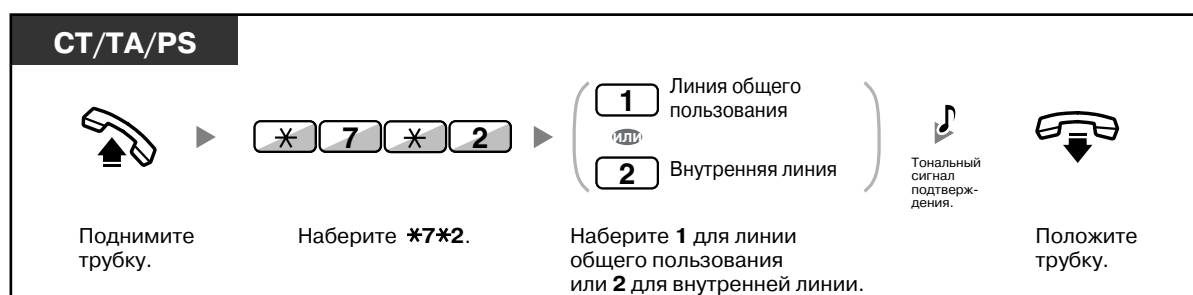 CT/TA/PS
* 7 * 2
1 Линия общего
пользования
или
2 Внутренняя линия
Тональный
сигнал
подтверж-
дения.
Поднимите
трубку.
Наберите *7*2.
Наберите 1 для линии
общего пользования
или 2 для внутренней линии.
Положите
трубку.